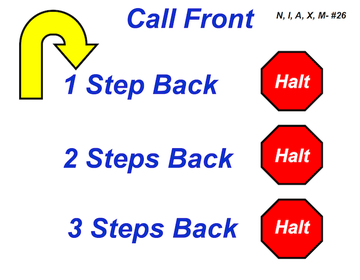 Call Front
N, I, A, X, M- #26
1 Step Back
Halt
2 Steps Back
Halt
3 Steps Back
Halt